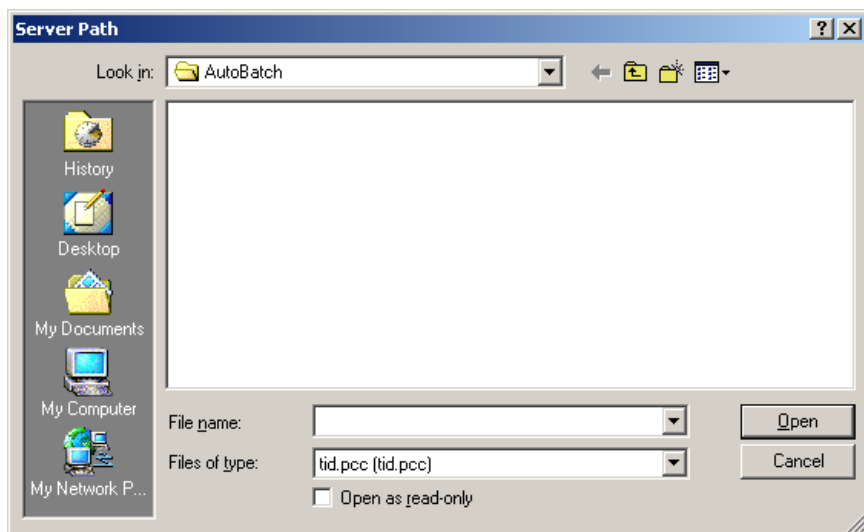 Server Path
Look in: AutoBatch
History
Desktop
My Documents
My Computer
My Network P...
File name:
Open
Files of type: tid.pcc (tid.pcc)
Cancel
Open as read-only